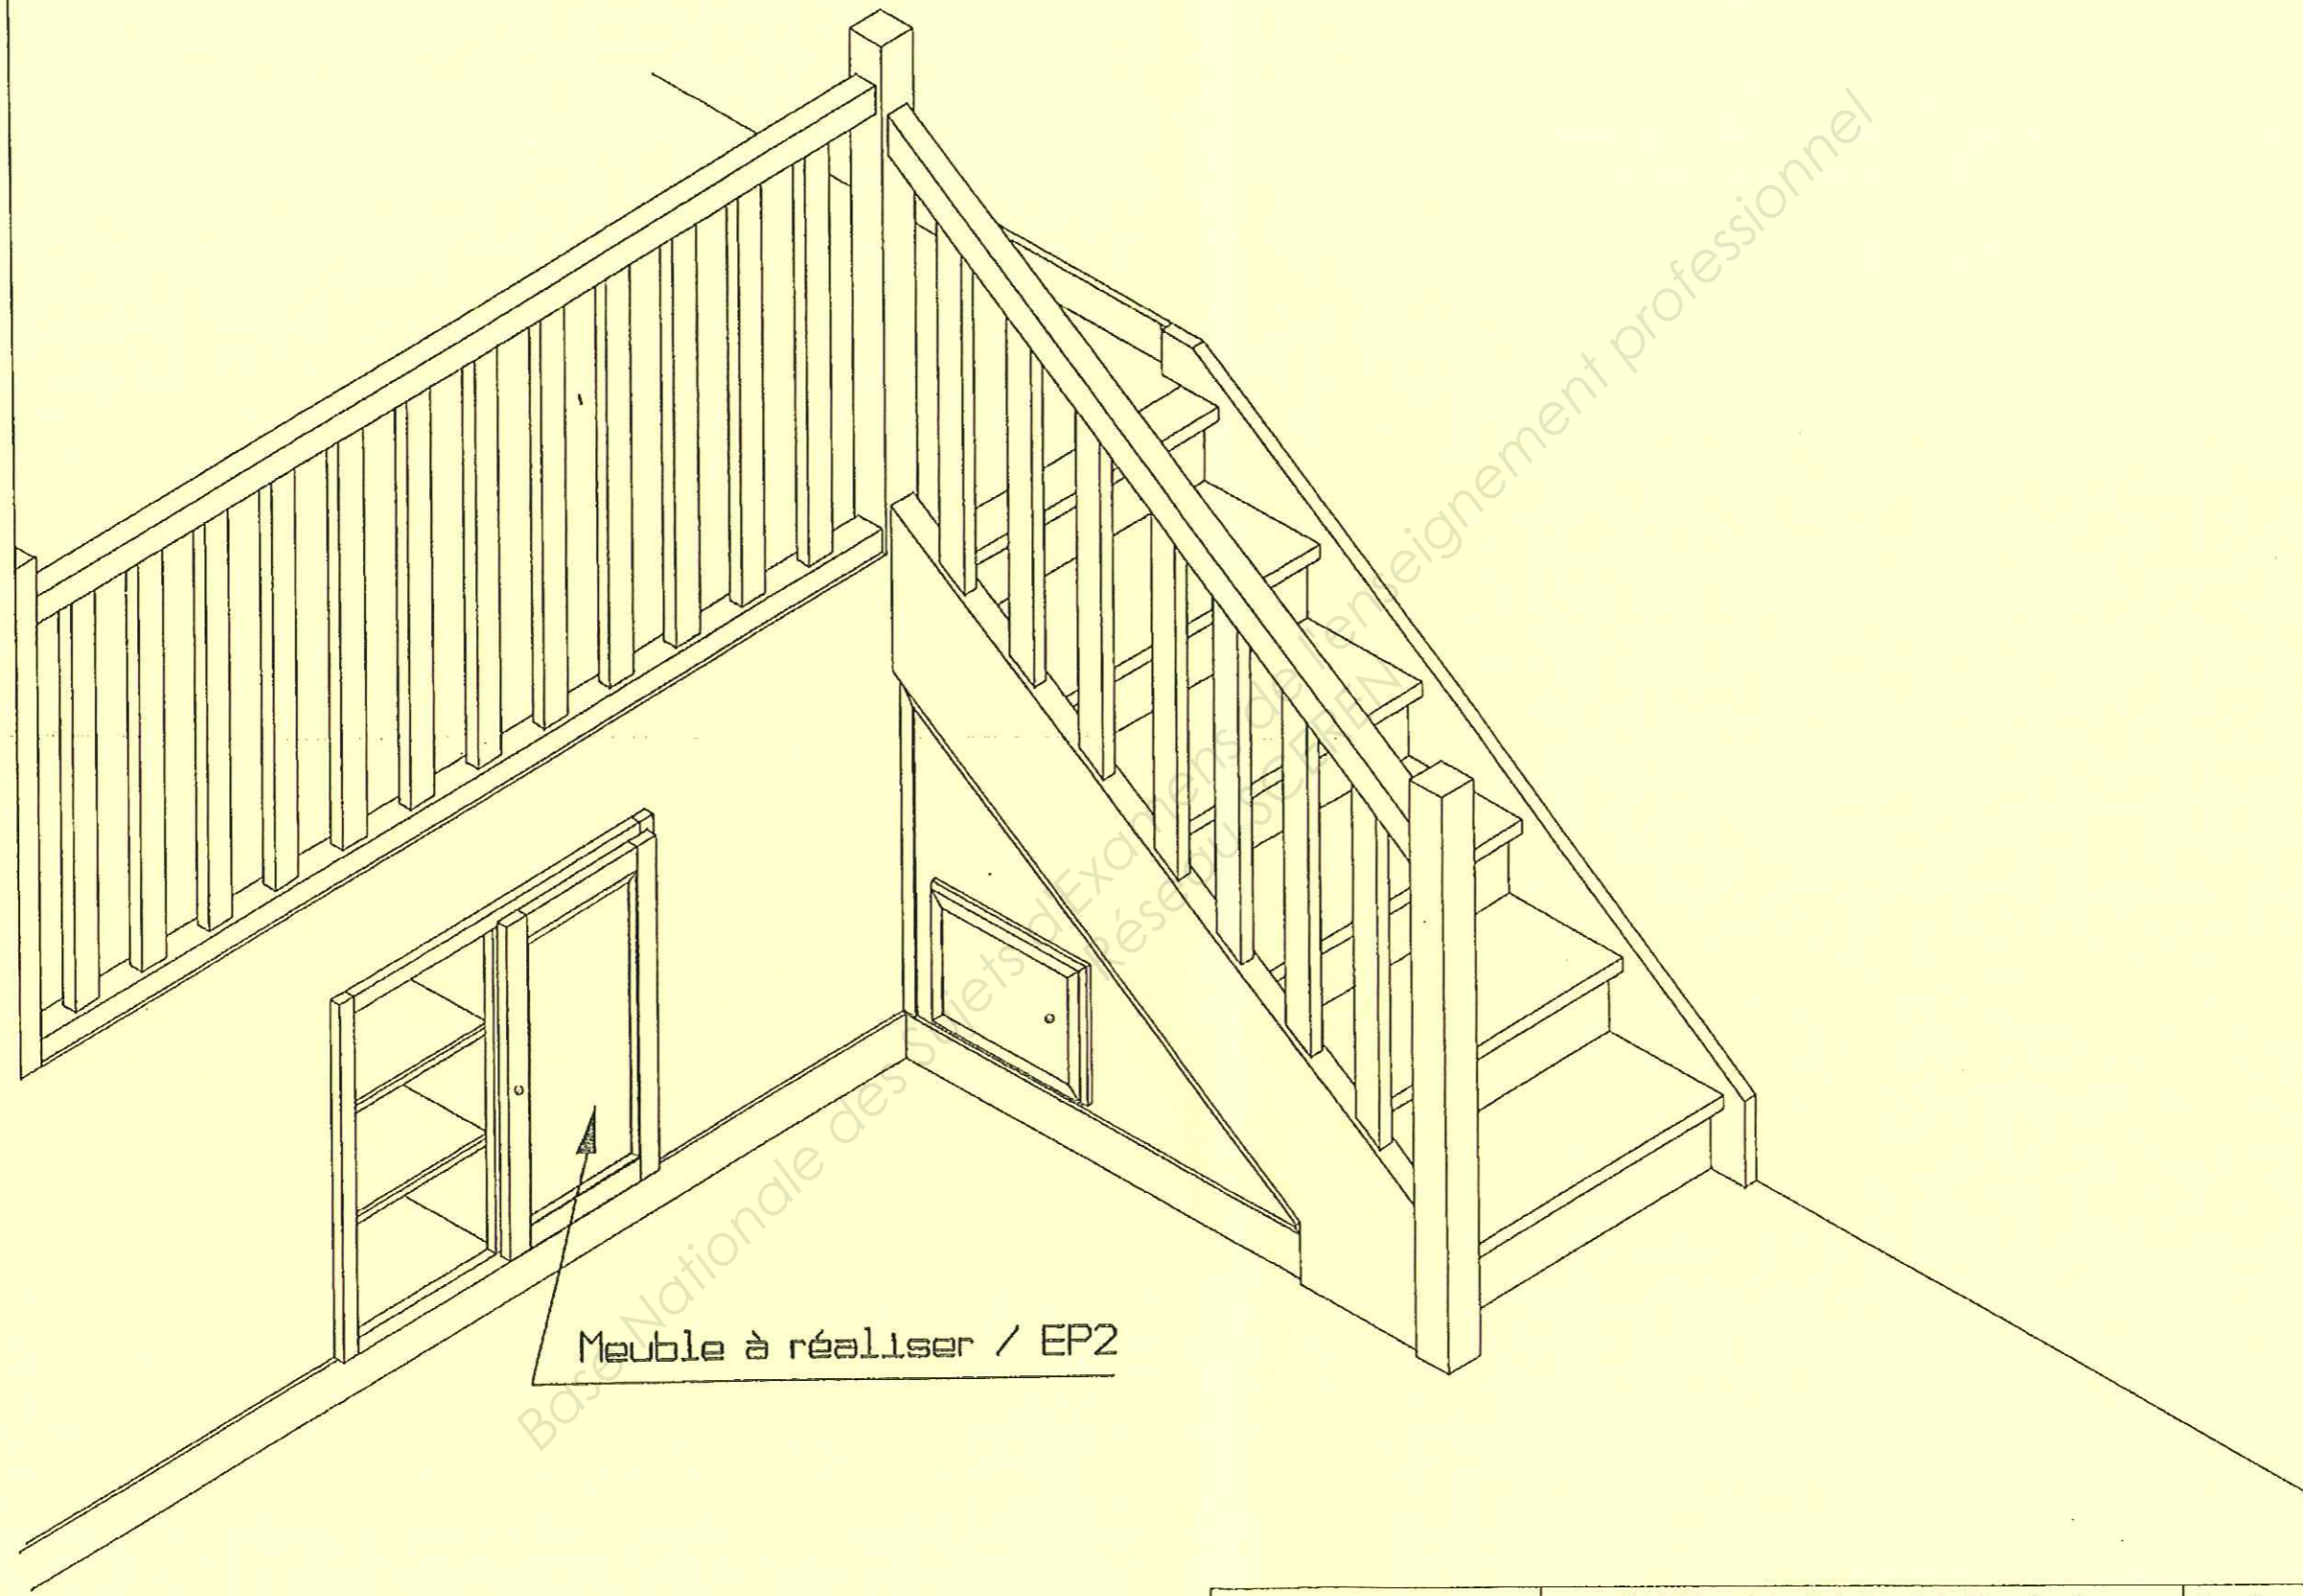 Base Nationale des Sujets d'Examens de l'enseignement professionnel
Réseau SCEREN
Meuble à réaliser / EP2